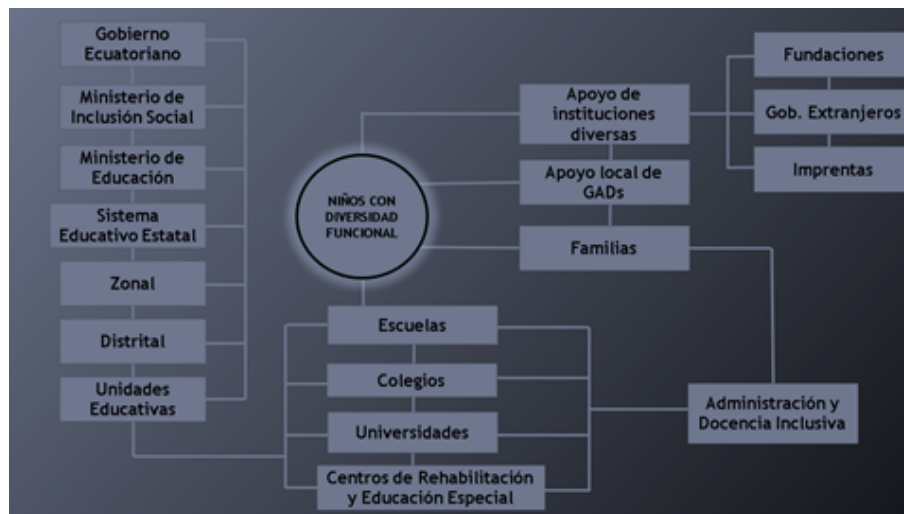 Gobierno
Ecuatoriano
Ministerio de
Inclusión Social
Ministerio de
Educación
Sistema
Educativo Estatal
Zonal
Distrital
Unidades
Educativas
NIÑOS CON
DIVERSIDAD
FUNCIONAL
Apoyo de
instituciones
diversas
Apoyo local de
GADs
Familias
Fundaciones
Gob. Extranjeros
Imprentas
Escuelas
Colegios
Universidades
Centros de Rehabilitación
y Educación Especial
Administración y
Docencia Inclusiva